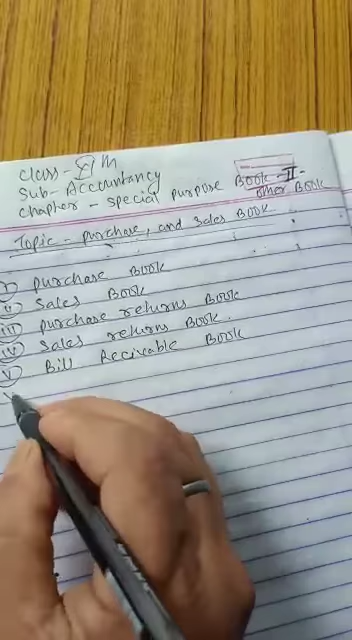 Class - XI th
Sub- Accountancy
Chapter - special purpose Book - II -
other Book
Topic - purchase, and sales Book
i) purchase Book
ii) Sales Book
iii) purchase returns Book
iv) Sales returns Book.
v) Bill Recivable Book